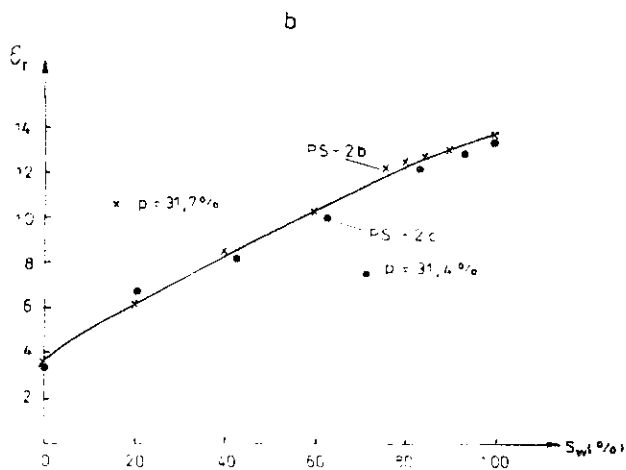 b
εr
14
PS-2b
12
× p=31,7%
10
PS-2c
8
• p=31,4%
6
4
2
0 20 40 60 80 100 Sw(%)